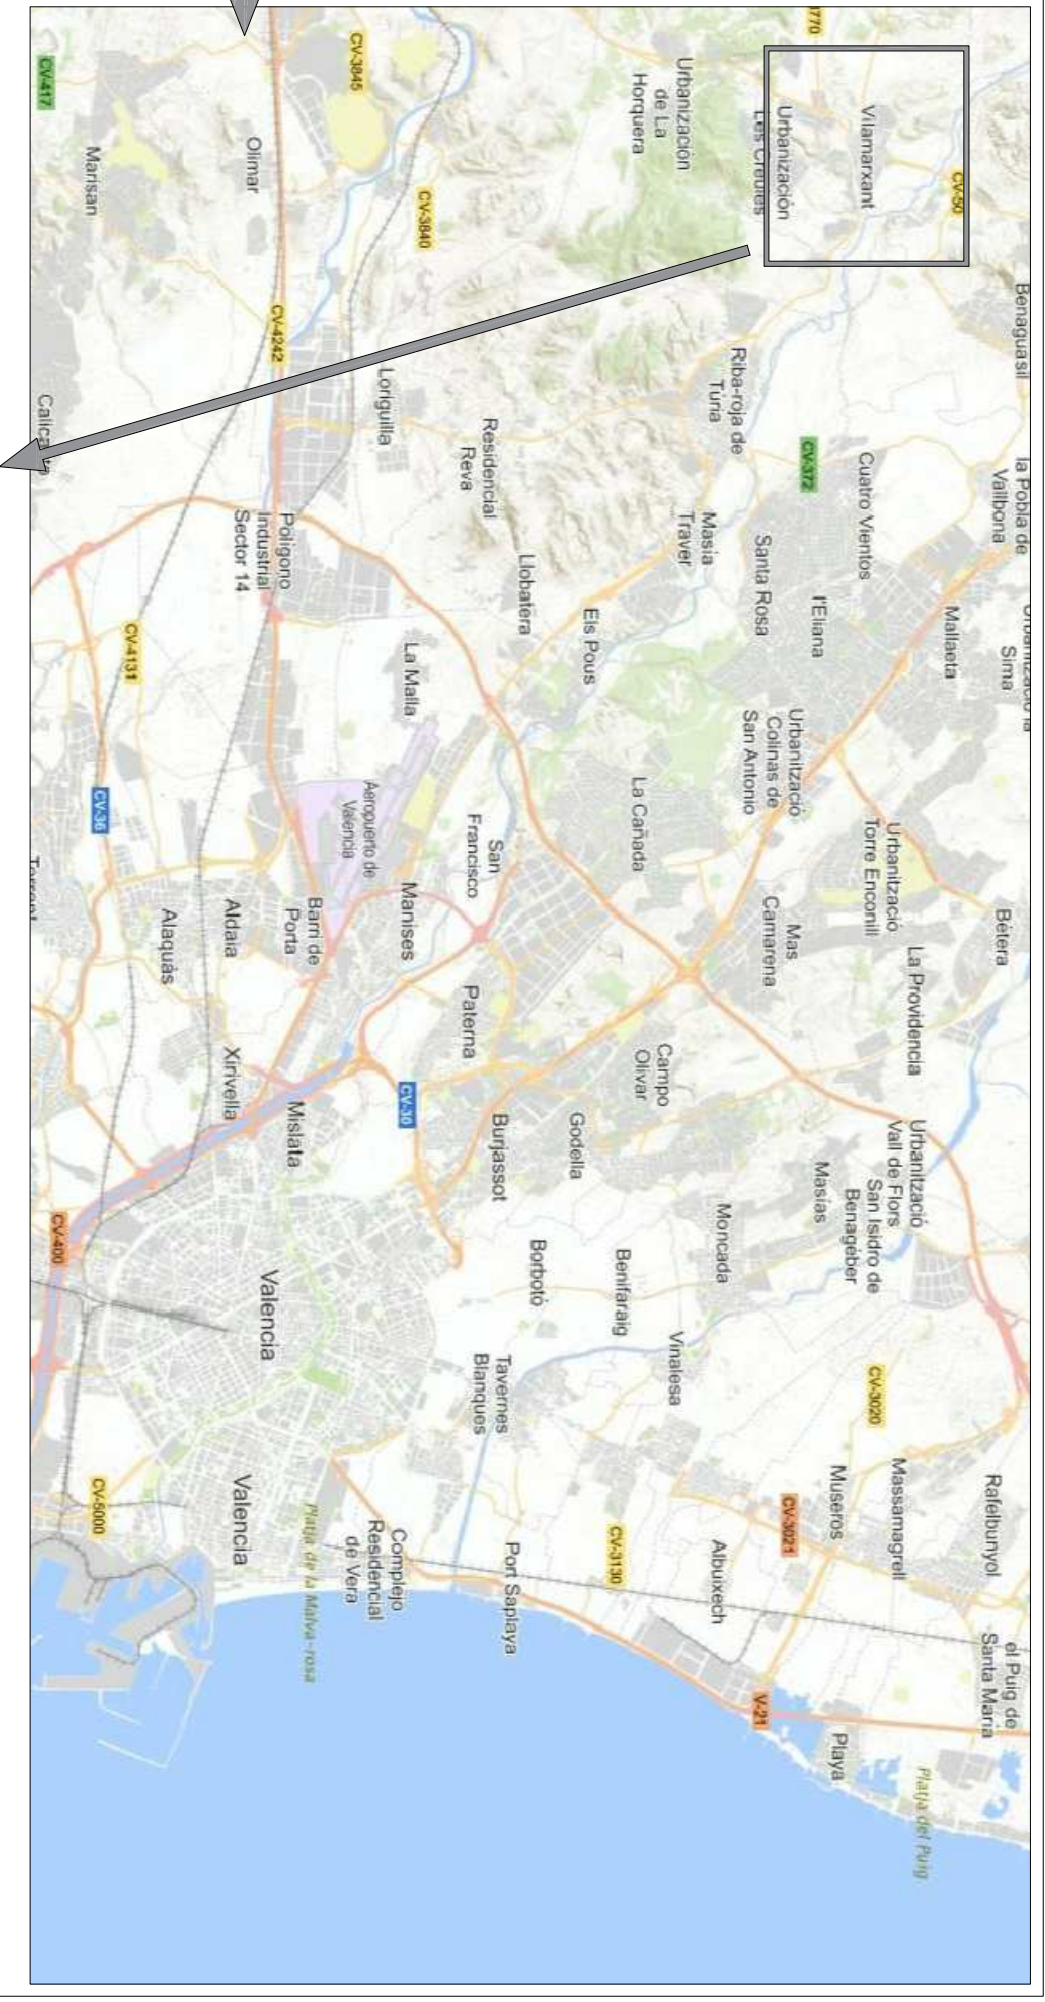 Benaguasil
la Pobla de
Vallbona
Sima
Bétera
Rafelbunyol
el Puig de
Santa Maria
CV-50
Mallaeta
La Providencia
Urbanització
Vall de Flors
San Isidro de
Benagéber
Massamagrell
Platja del Puig
Vilamarxant
Cuatro Vientos
Urbanització
Torre Enconill
CV-3020
Museros
Playa
Urbanización
Les Creüles
CV-372
l'Eliana
Urbanització
Colinas de
San Antonio
Mas
Camarena
Masías
CV-3021
V-21
Riba-roja de
Túria
Santa Rosa
Moncada
Albuixech
Urbanización
de La
Horquera
Masia
Traver
La Cañada
Campo
Olivar
Vinalesa
Els Pous
Godella
Benifaraig
CV-3130
Llobatera
Borbotó
Residencial
Reva
San
Francisco
Paterna
Burjassot
Tavernes
Blanques
Port Saplaya
CV-3840
La Malla
Manises
CV-30
CV-3845
Loriguilla
Aeropuerto de
Valencia
Complejo
Residencial
de Vera
Barri de
Porta
Mislata
Platja de la Malva-rosa
Olimar
CV-4242
Polígono
Industrial
Sector 14
Aldaia
Xirivella
Valencia
Valencia
Alaquàs
CV-4131
Marisan
CV-36
CV-5000
CV-417
CV-400